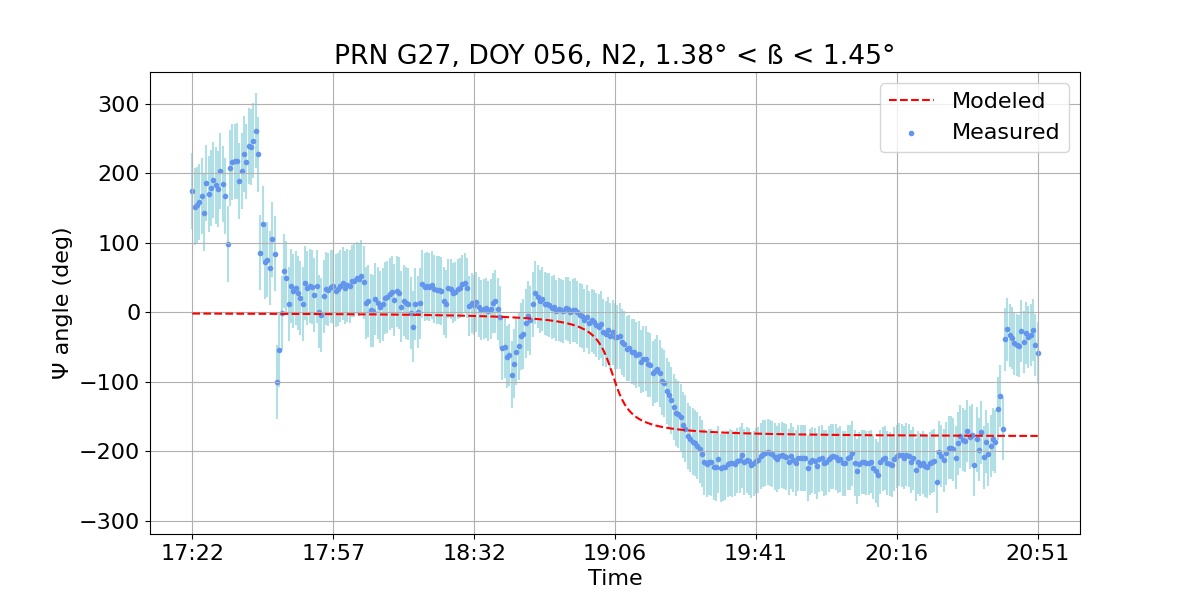 PRN G27, DOY 056, N2, 1.38° < ß < 1.45°
Modeled
Measured
Ψ angle (deg)
300
200
100
0
−100
−200
−300
17:22 17:57 18:32 19:06 19:41 20:16 20:51
Time